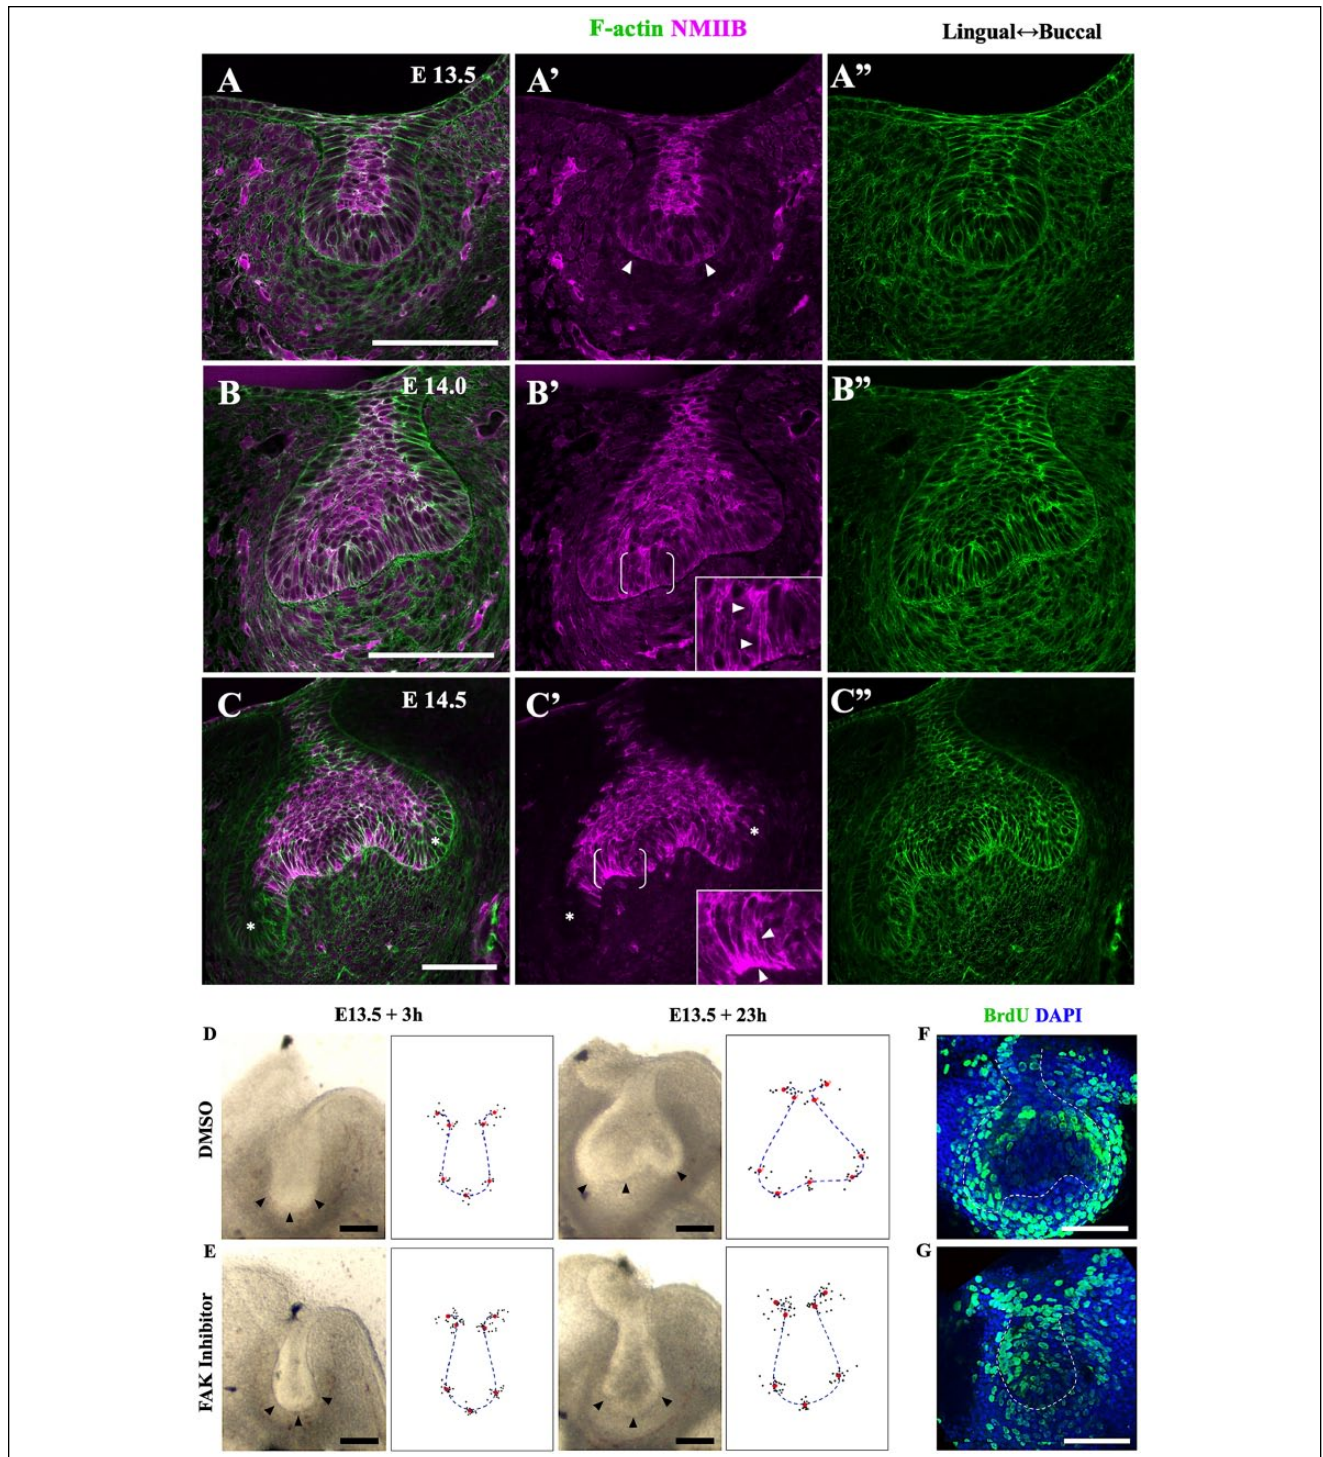 F-actin NMIIB
Lingual↔Buccal
A E 13.5
A’
A”
B E 14.0
B’
B”
C E 14.5
*
*
C’
*
*
C”
E13.5 + 3h
E13.5 + 23h
BrdU DAPI
D
DMSO
F
E
FAK Inhibitor
G